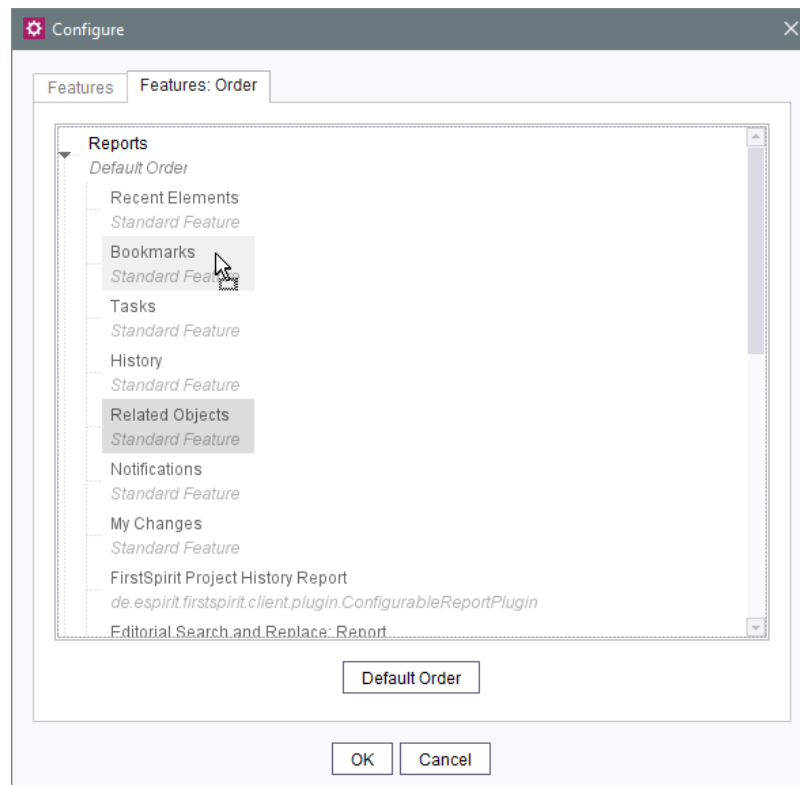 Configure
Features
Features: Order
Reports
Default Order
Recent Elements
Standard Feature
Bookmarks
Standard Feature
Tasks
Standard Feature
History
Standard Feature
Related Objects
Standard Feature
Notifications
Standard Feature
My Changes
Standard Feature
FirstSpirit Project History Report
de.espirit.firstspirit.client.plugin.ConfigurableReportPlugin
Editorial Search and Replace: Report
Default Order
OK
Cancel